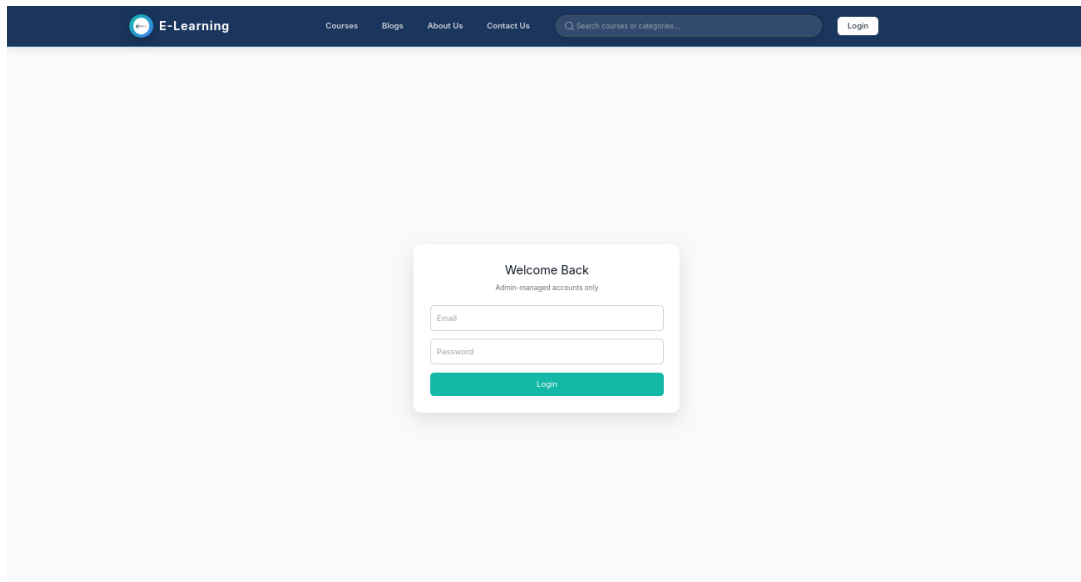 E-Learning
Courses
Blogs
About Us
Contact Us
Search courses or categories...
Login
Welcome Back
Admin-managed accounts only
Email
Password
Login